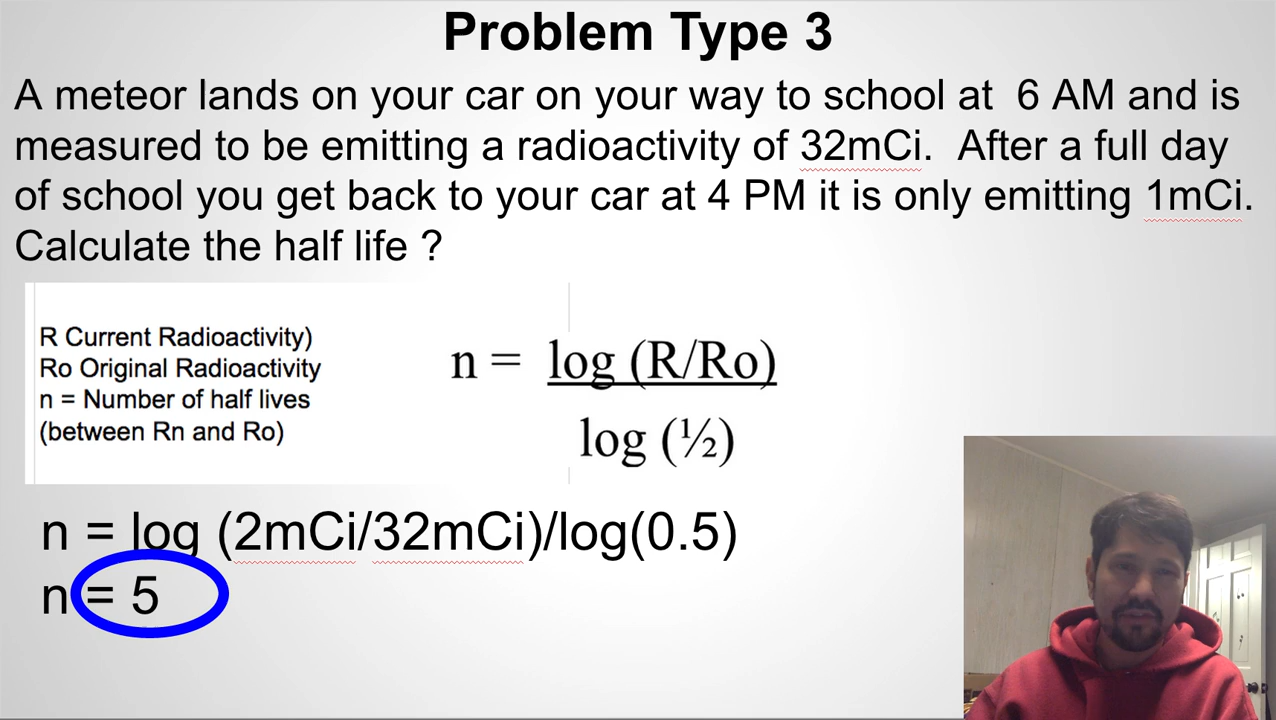 Problem Type 3
A meteor lands on your car on your way to school at  6 AM and is
measured to be emitting a radioactivity of 32mCi.  After a full day
of school you get back to your car at 4 PM it is only emitting 1mCi.
Calculate the half life ?
R Current Radioactivity)
Ro Original Radioactivity
n = Number of half lives
(between Rn and Ro)
n = log (R/Ro)
log (½)
n = log (2mCi/32mCi)/log(0.5)
n = 5